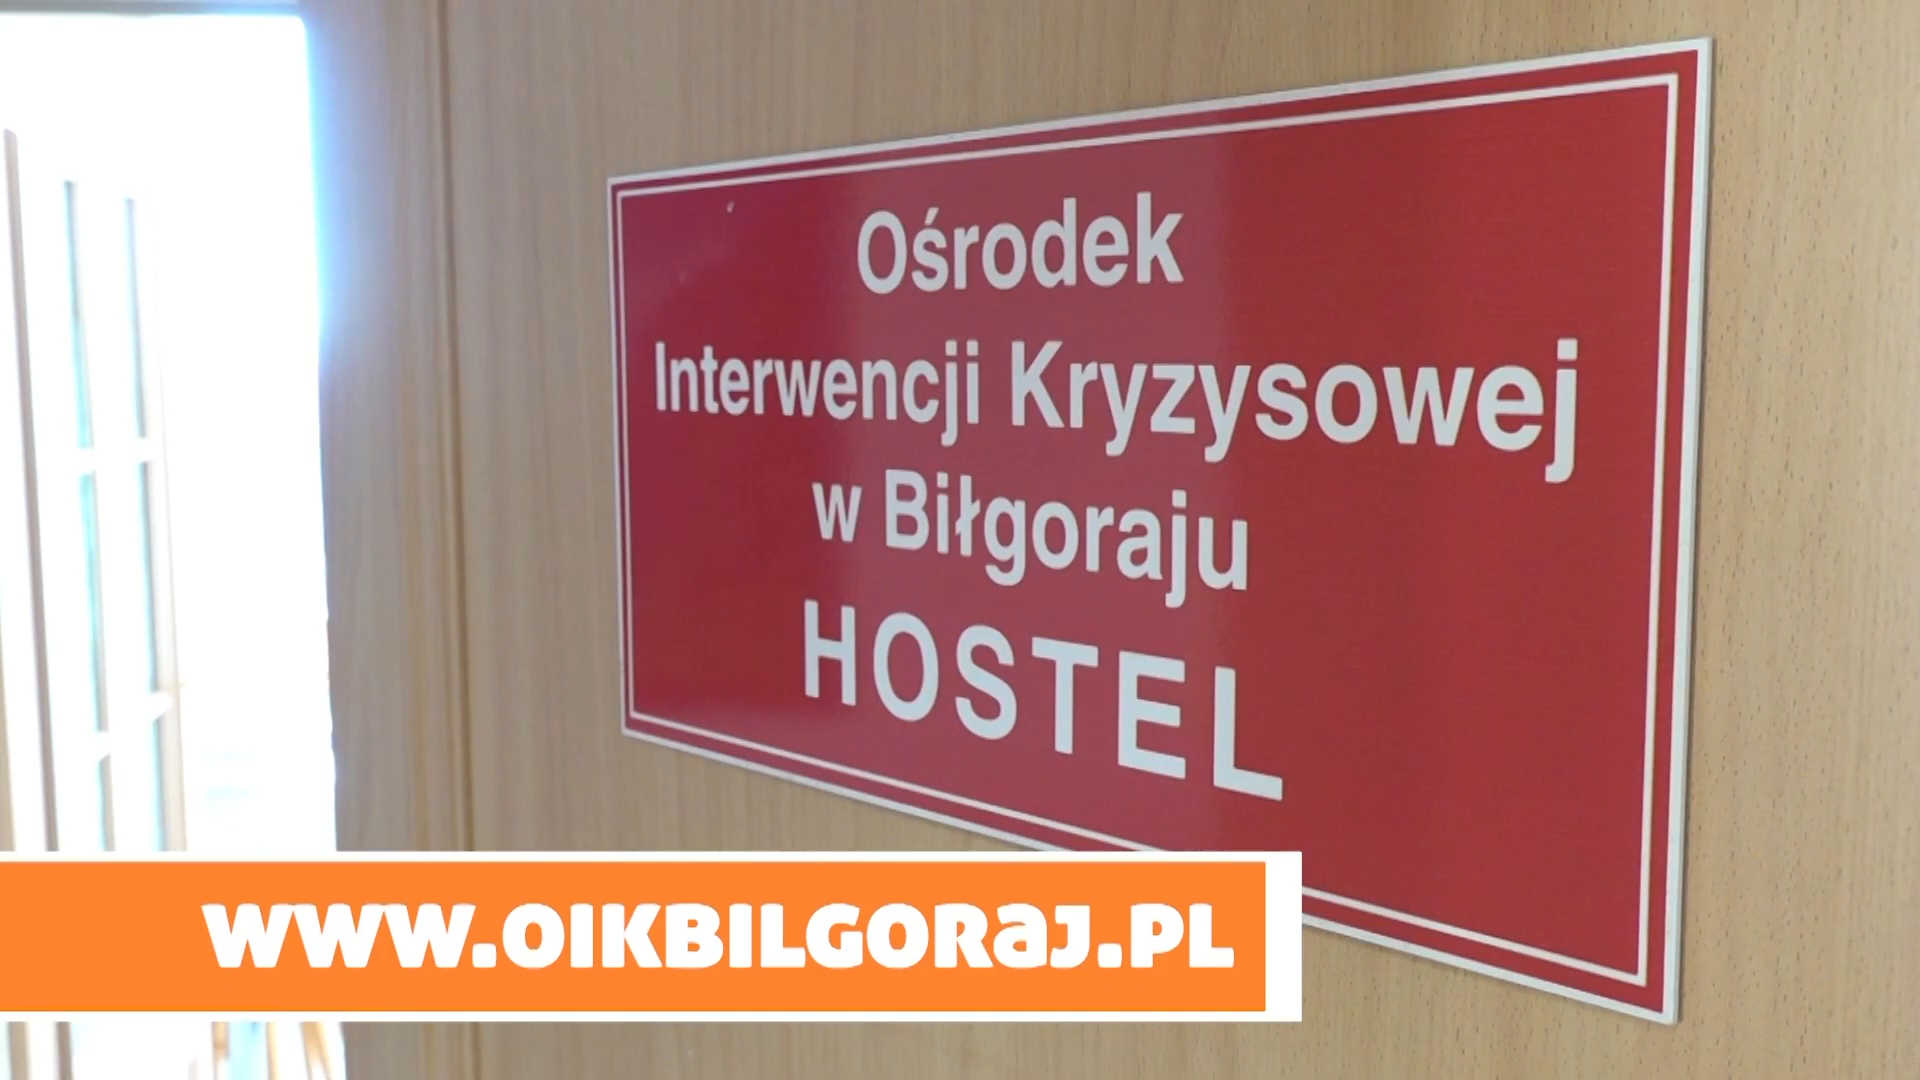 Ośrodek
Interwencji Kryzysowej
w Biłgoraju
HOSTEL
WWW.OIKBILGORAJ.PL